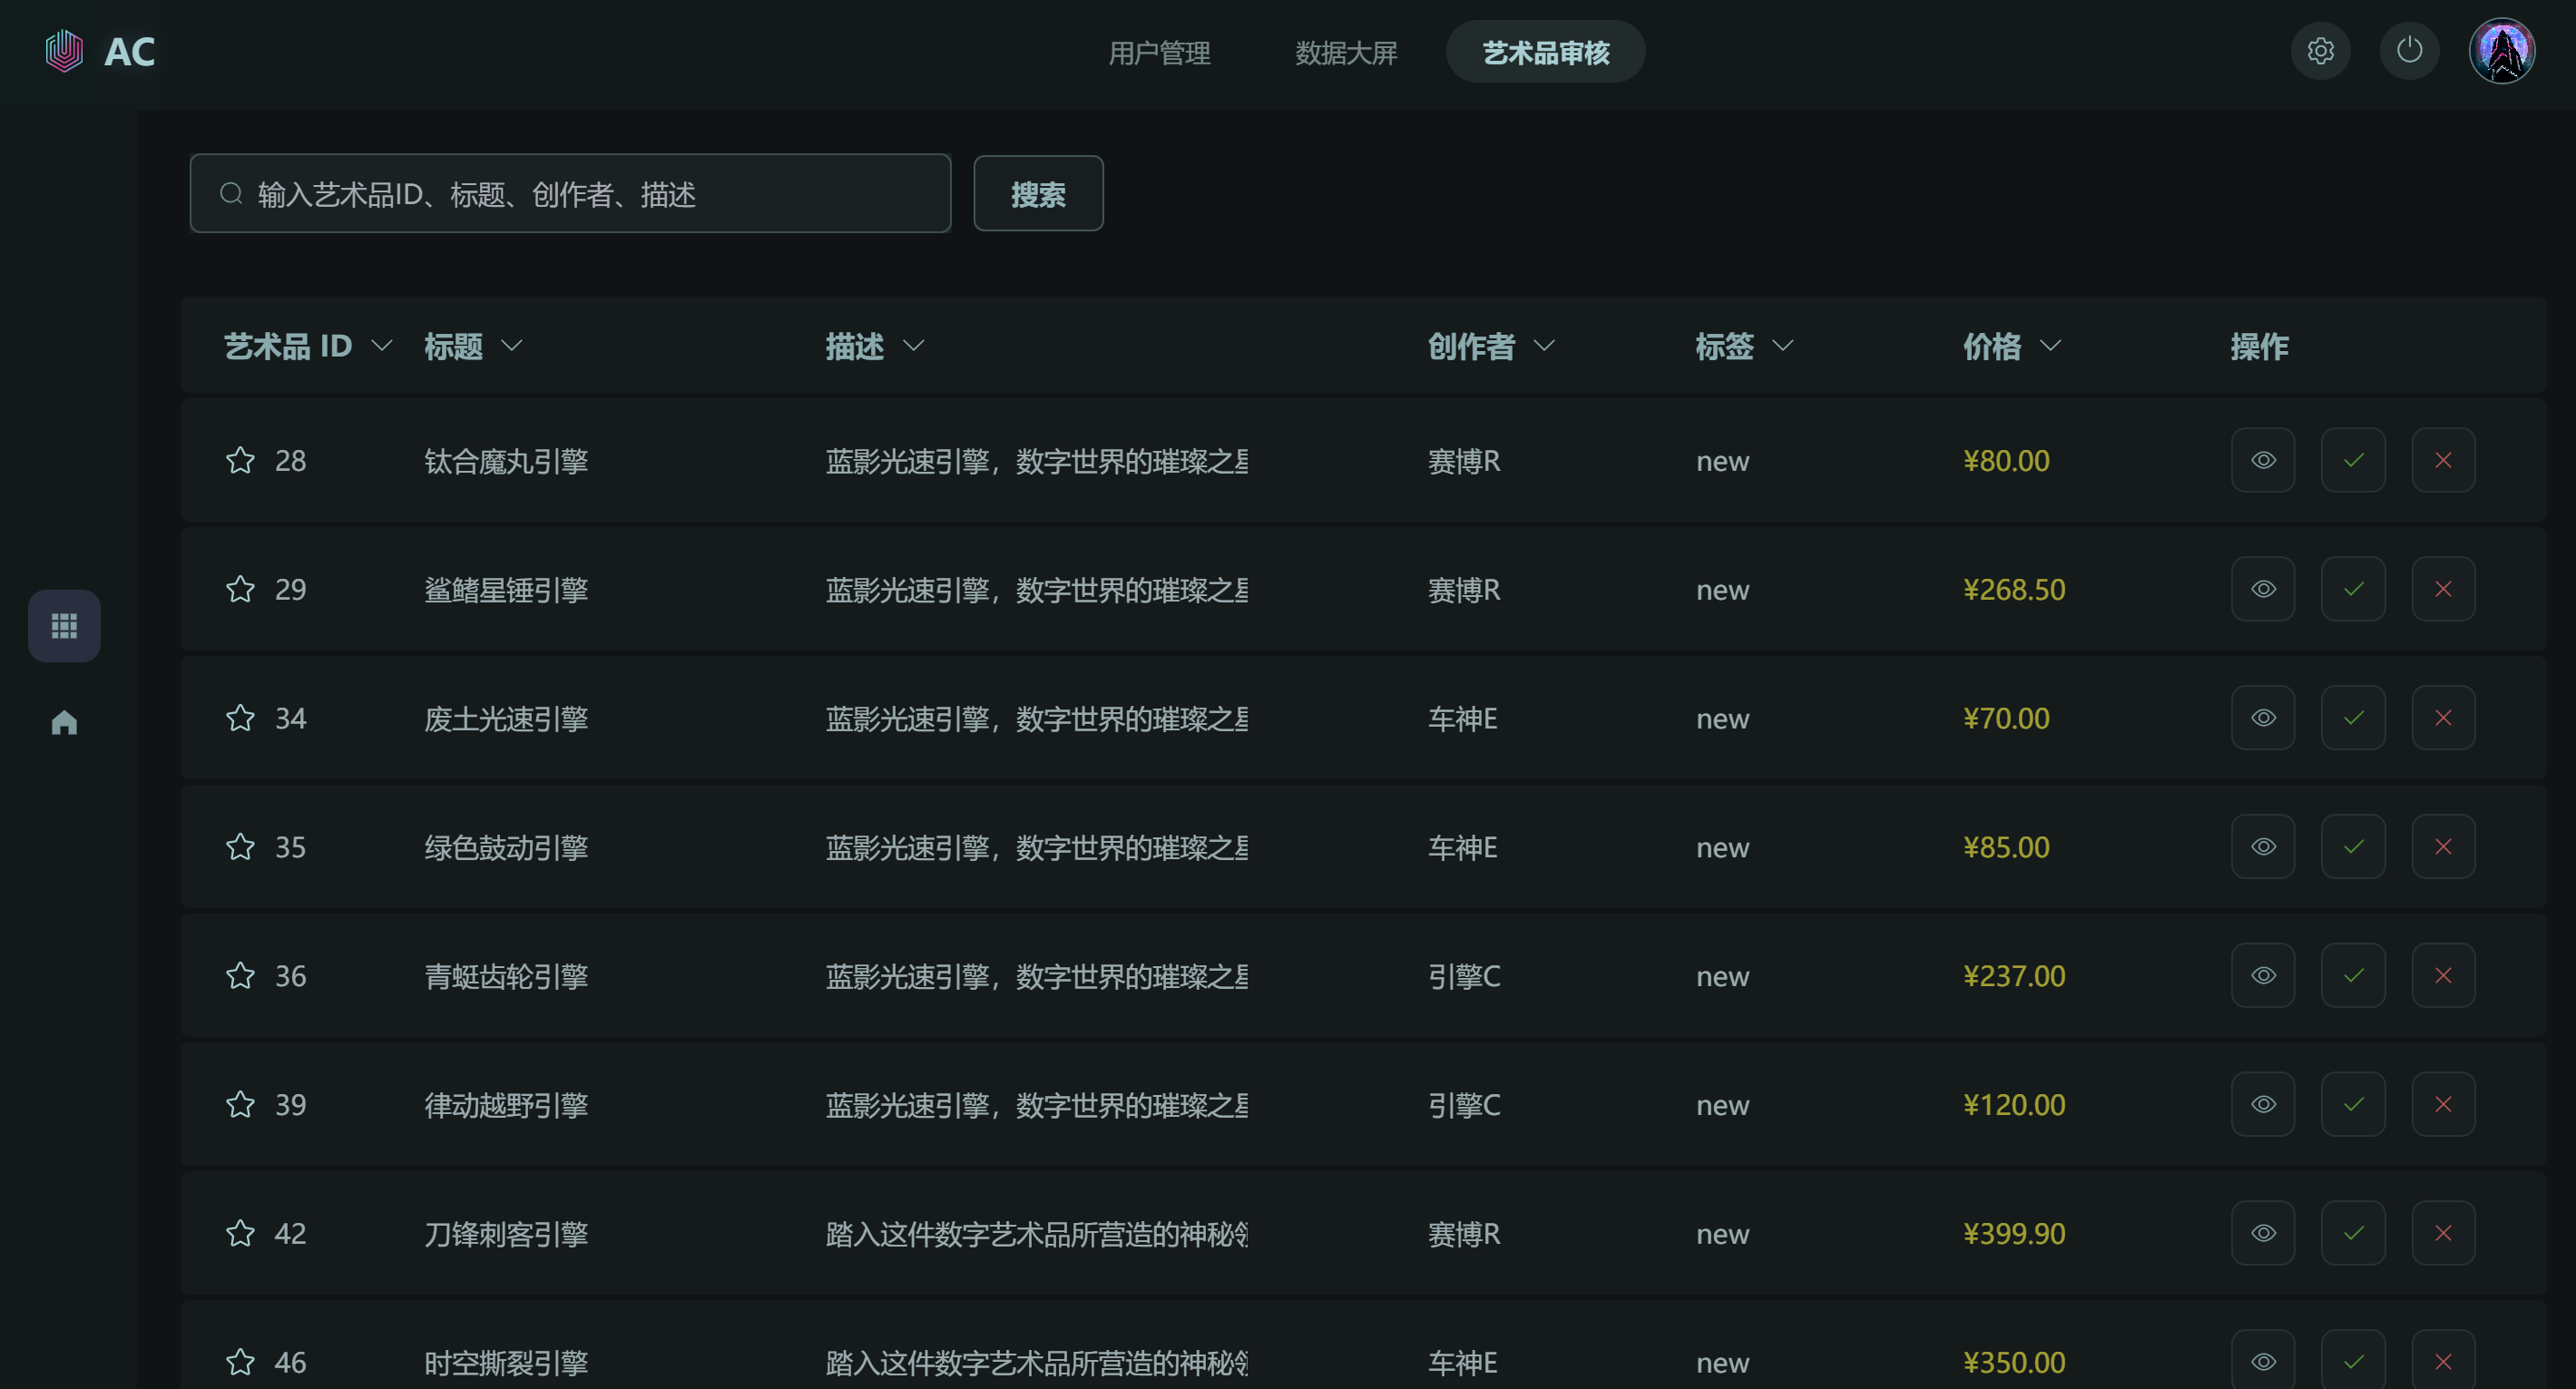 AC
用户管理 数据大屏 艺术品审核
输入艺术品ID、标题、创作者、描述 搜索
艺术品 ID 标题 描述 创作者 标签 价格 操作
28 钛合魔丸引擎 蓝影光速引擎，数字世界的璀璨之星 赛博R new ¥80.00
29 鲨鳍星锤引擎 蓝影光速引擎，数字世界的璀璨之星 赛博R new ¥268.50
34 废土光速引擎 蓝影光速引擎，数字世界的璀璨之星 车神E new ¥70.00
35 绿色鼓动引擎 蓝影光速引擎，数字世界的璀璨之星 车神E new ¥85.00
36 青蜓齿轮引擎 蓝影光速引擎，数字世界的璀璨之星 引擎C new ¥237.00
39 律动越野引擎 蓝影光速引擎，数字世界的璀璨之星 引擎C new ¥120.00
42 刀锋刺客引擎 踏入这件数字艺术品所营造的神秘领 赛博R new ¥399.90
46 时空撕裂引擎 踏入这件数字艺术品所营造的神秘领 车神E new ¥350.00